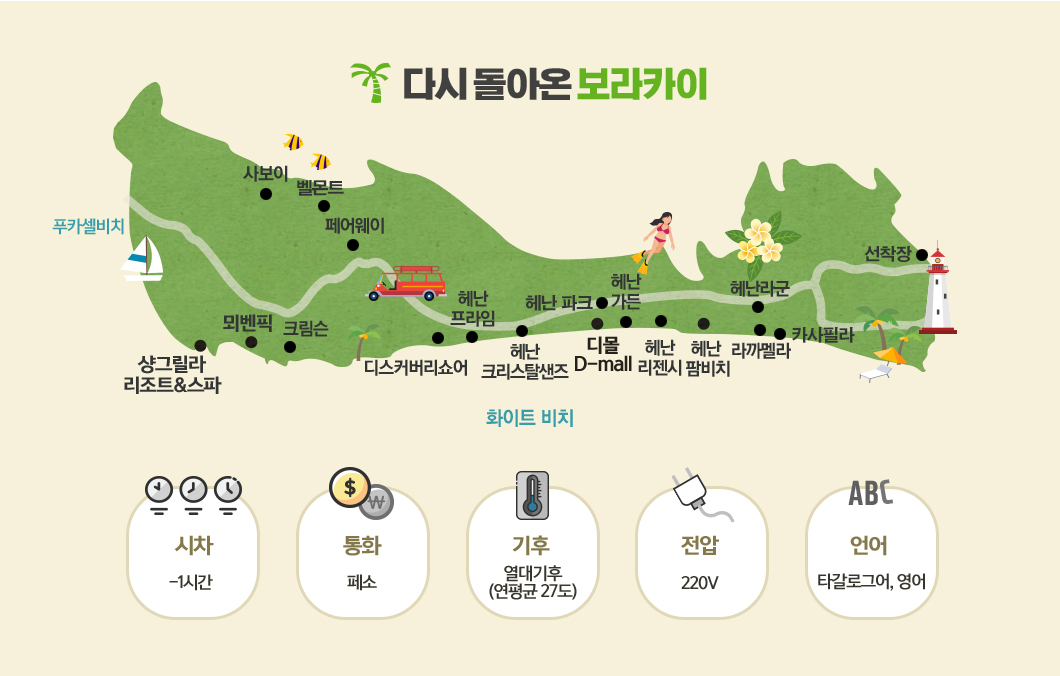 다시 돌아온 보라카이
사보이
벨몬트
페어웨이
푸카셀비치
선착장
헤난
가든
헤난라군
헤난 파크
헤난
프라임
뫼벤픽
크림슨
카사필라
디몰
D-mall
헤난
크리스탈샌즈
헤난
리젠시
헤난
팜비치
라까멜라
샹그릴라
리조트&스파
디스커버리쇼어
화이트 비치
$
₩
ABC
시차
-1시간
통화
페소
기후
열대기후
(연평균 27도)
전압
220V
언어
타갈로그어, 영어